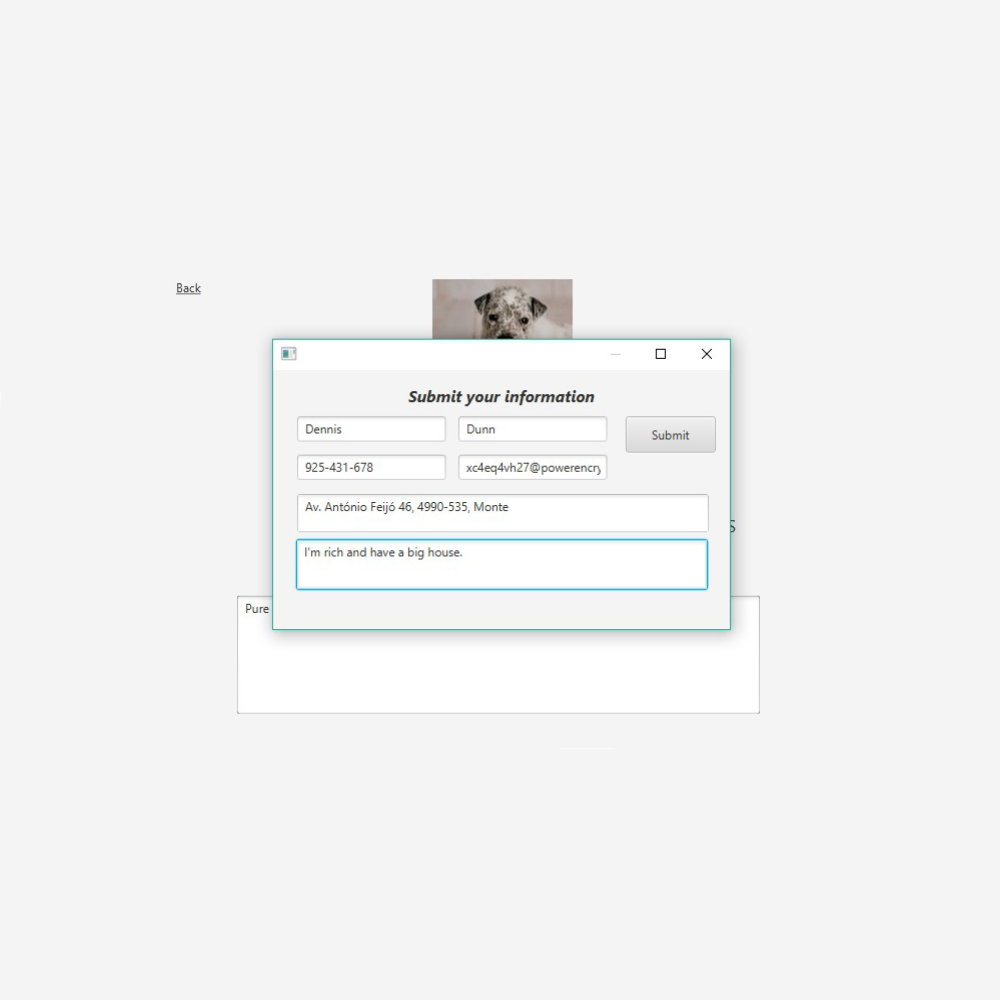 Back
Submit your information
Dennis
Dunn
Submit
925-431-678
xc4eq4vh27@powerencry
Av. António Feijó 46, 4990-535, Monte
I'm rich and have a big house.
Pure